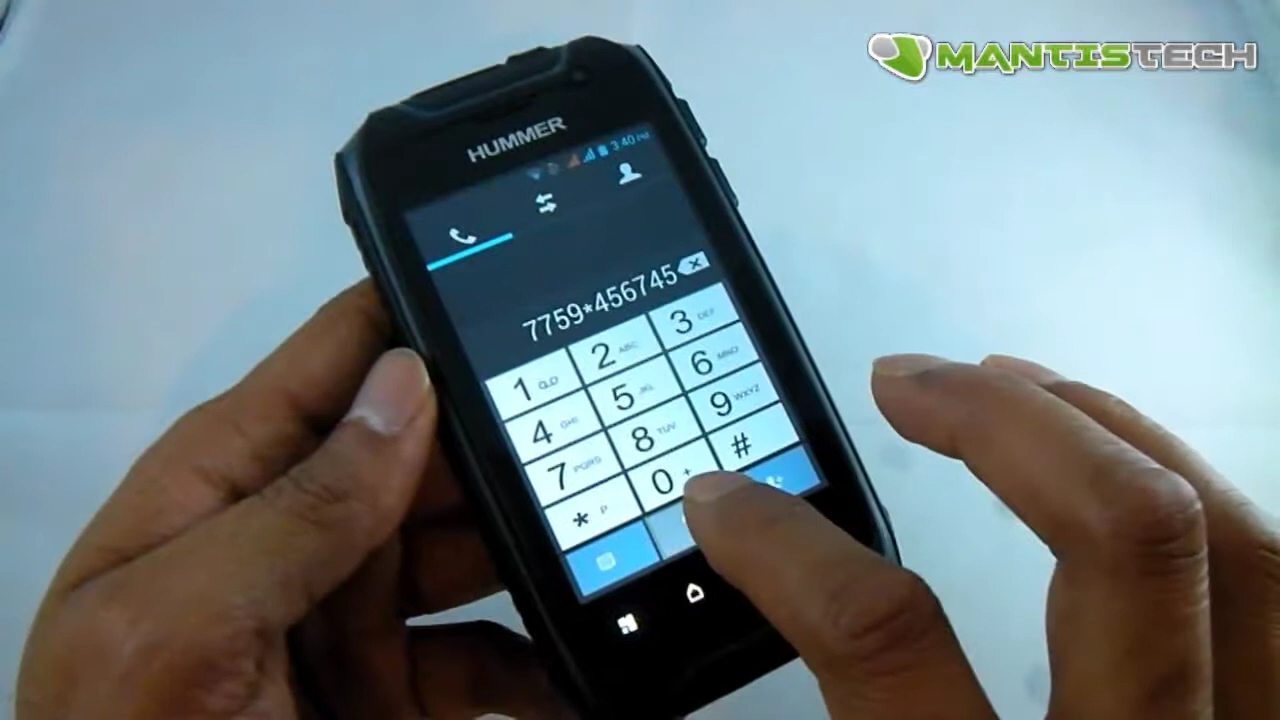 MANTISTECH
HUMMER
3:40 PM
7759*456745
1
2 ABC
3 DEF
4 GHI
5 JKL
6 MNO
7 PQRS
8 TUV
9 WXYZ
* P
0 +
#